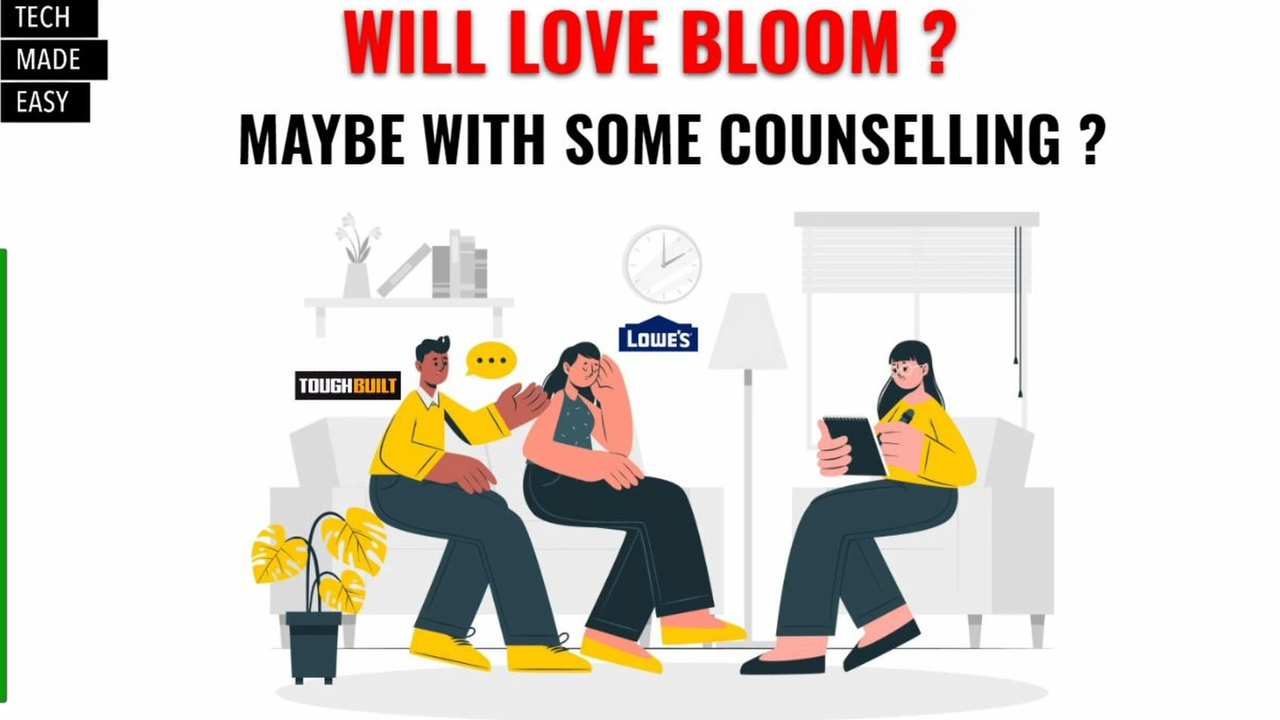 TECH
MADE
EASY
WILL LOVE BLOOM ?
MAYBE WITH SOME COUNSELLING ?
LOWE'S
TOUGHBUILT